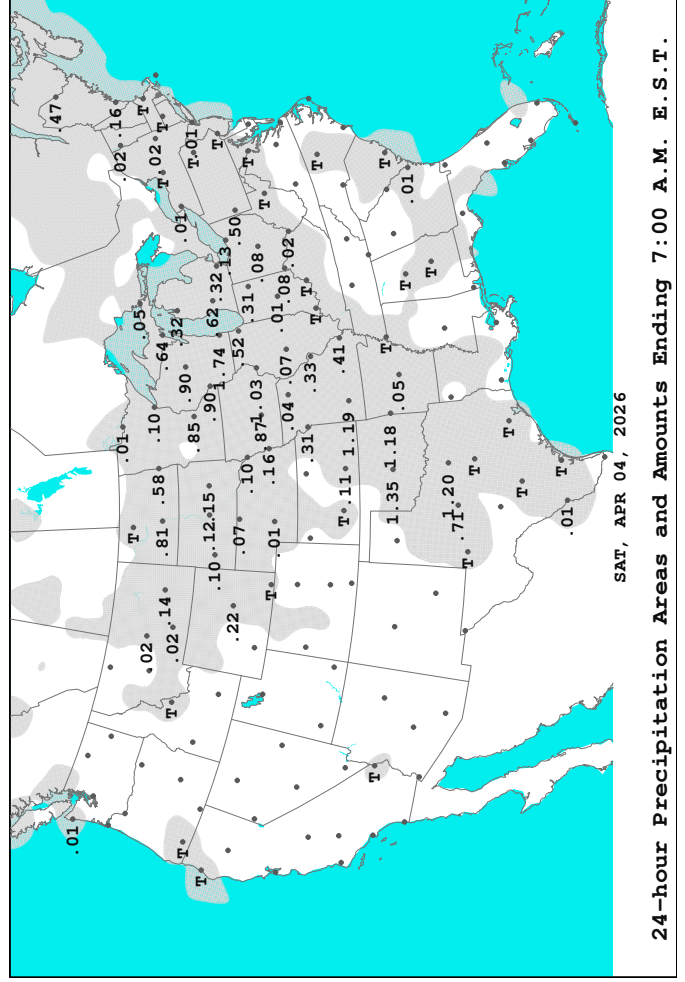 .47
.01
.16
.02
.01
T
.05
T
.02
.10
.02
.58
.64
T
.81
T
.14
T
.02
.32
.01
T
.90
.01
T
.85
T
.12
.15
.90
.62
.10
.32
T
1.74
.13
.22
.50
.52
.07
.10
.31
T
1.03
.08
.87
T
.16
T
.01
.01
.08
.07
.04
.02
T
.31
.33
T
T
.41
T
.11
1.19
T
T
T
1.35
1.18
.05
T
.01
T
1.20
.71
T
T
T
T
T
.01
SAT, APR 04, 2026
24-hour Precipitation Areas and Amounts Ending 7:00 A.M. E.S.T.